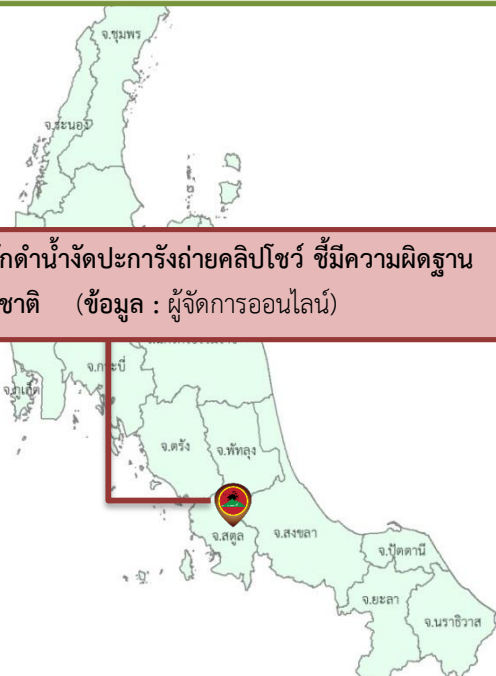 จ.ชุมพร
จ.ระนอง
กดำน้ำงัดปะการังถ่ายคลิปโชว์ ชี้มีความผิดฐาน
ชาติ (ข้อมูล : ผู้จัดการออนไลน์)
จ.กระบี่
จ.ภูเก็ต
จ.ตรัง
จ.พัทลุง
จ.สตูล
จ.สงขลา
จ.ปัตตานี
จ.ยะลา
จ.นราธิวาส